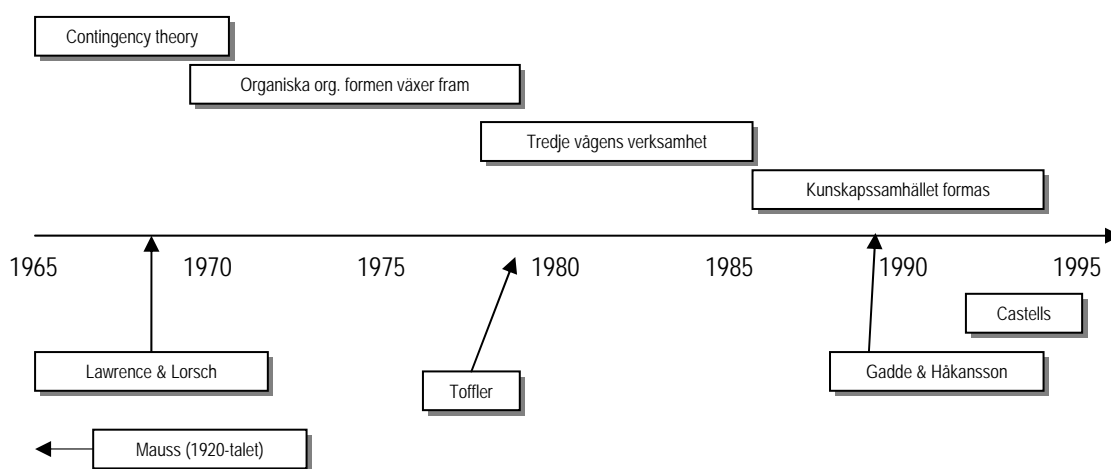 Contingency theory
Organiska org. formen växer fram
Tredje vågens verksamhet
Kunskapssamhället formas
1965 1970 1975 1980 1985 1990 1995
Castells
Lawrence & Lorsch
Gadde & Håkansson
Toffler
Mauss (1920-talet)